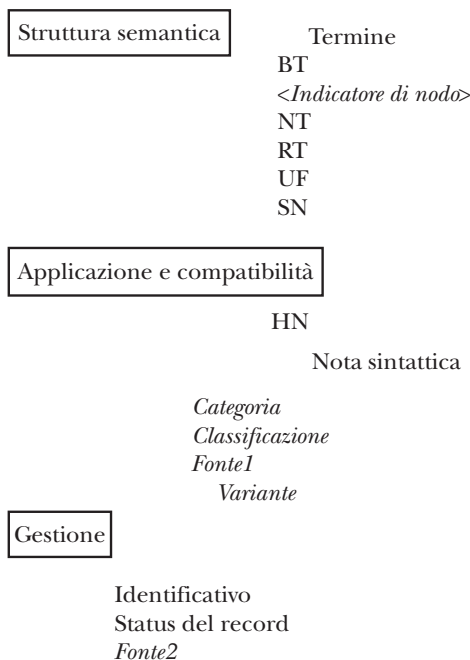 Struttura semantica
Termine
BT
<Indicatore di nodo>
NT
RT
UF
SN
Applicazione e compatibilità
HN
Nota sintattica
Categoria
Classificazione
Fonte1
Variante
Gestione
Identificativo
Status del record
Fonte2